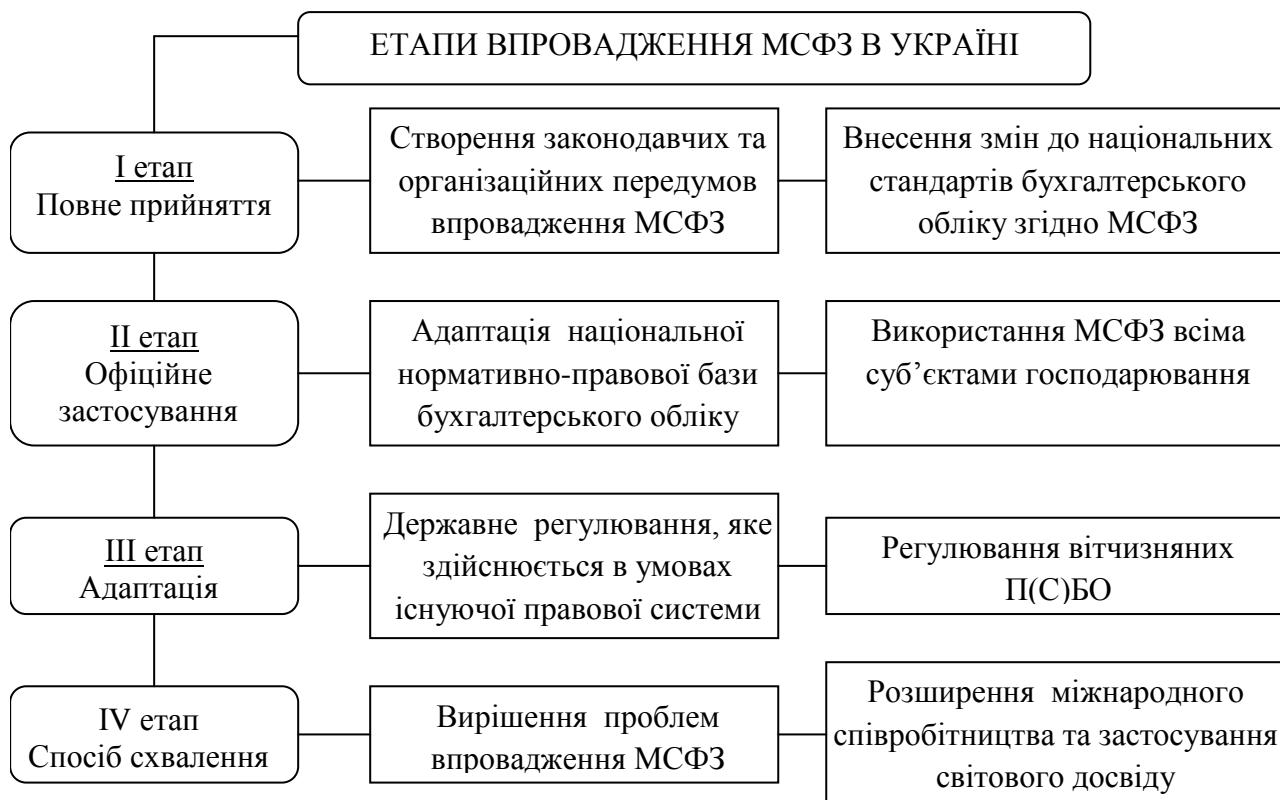 ЕТАПИ ВПРОВАДЖЕННЯ МСФЗ В УКРАЇНІ
І етап
Повне прийняття
Створення законодавчих та
організаційних передумов
впровадження МСФЗ
Внесення змін до національних
стандартів бухгалтерського
обліку згідно МСФЗ
ІІ етап
Офіційне
застосування
Адаптація національної
нормативно-правової бази
бухгалтерського обліку
Використання МСФЗ всіма
суб’єктами господарювання
ІІІ етап
Адаптація
Державне регулювання, яке
здійснюється в умовах
існуючої правової системи
Регулювання вітчизняних
П(С)БО
IV етап
Спосіб схвалення
Вирішення проблем
впровадження МСФЗ
Розширення міжнародного
співробітництва та застосування
світового досвіду